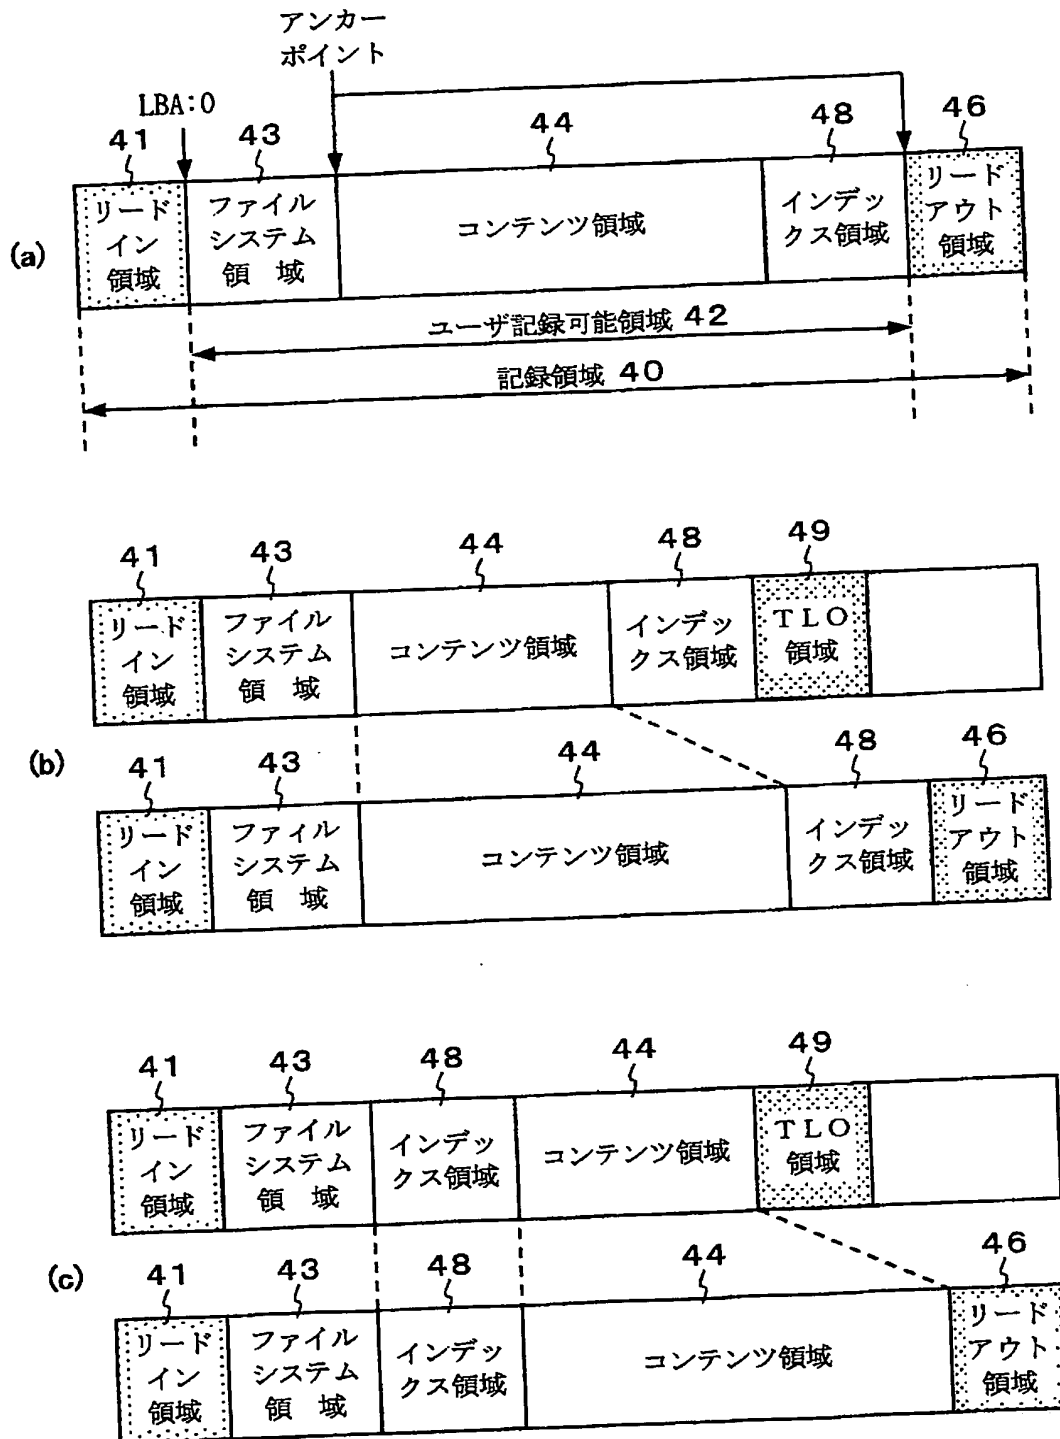 アンカー
ポイント
LBA:0
41
43
44
48
46
(a)
リード
イン
領域
ファイル
システム
領 域
コンテンツ領域
インデッ
クス領域
リード
アウト
領域
ユーザ記録可能領域 42
記録領域 40
41
43
44
48
49
リード
イン
領域
ファイル
システム
領 域
コンテンツ領域
インデッ
クス領域
TLO
領域
(b)
41
43
44
48
46
リード
イン
領域
ファイル
システム
領 域
コンテンツ領域
インデッ
クス領域
リード
アウト
領域
41
43
48
44
49
リード
イン
領域
ファイル
システム
領 域
インデッ
クス領域
コンテンツ領域
TLO
領域
(c)
41
43
48
44
46
リード
イン
領域
ファイル
システム
領 域
インデッ
クス領域
コンテンツ領域
リード
アウト
領域